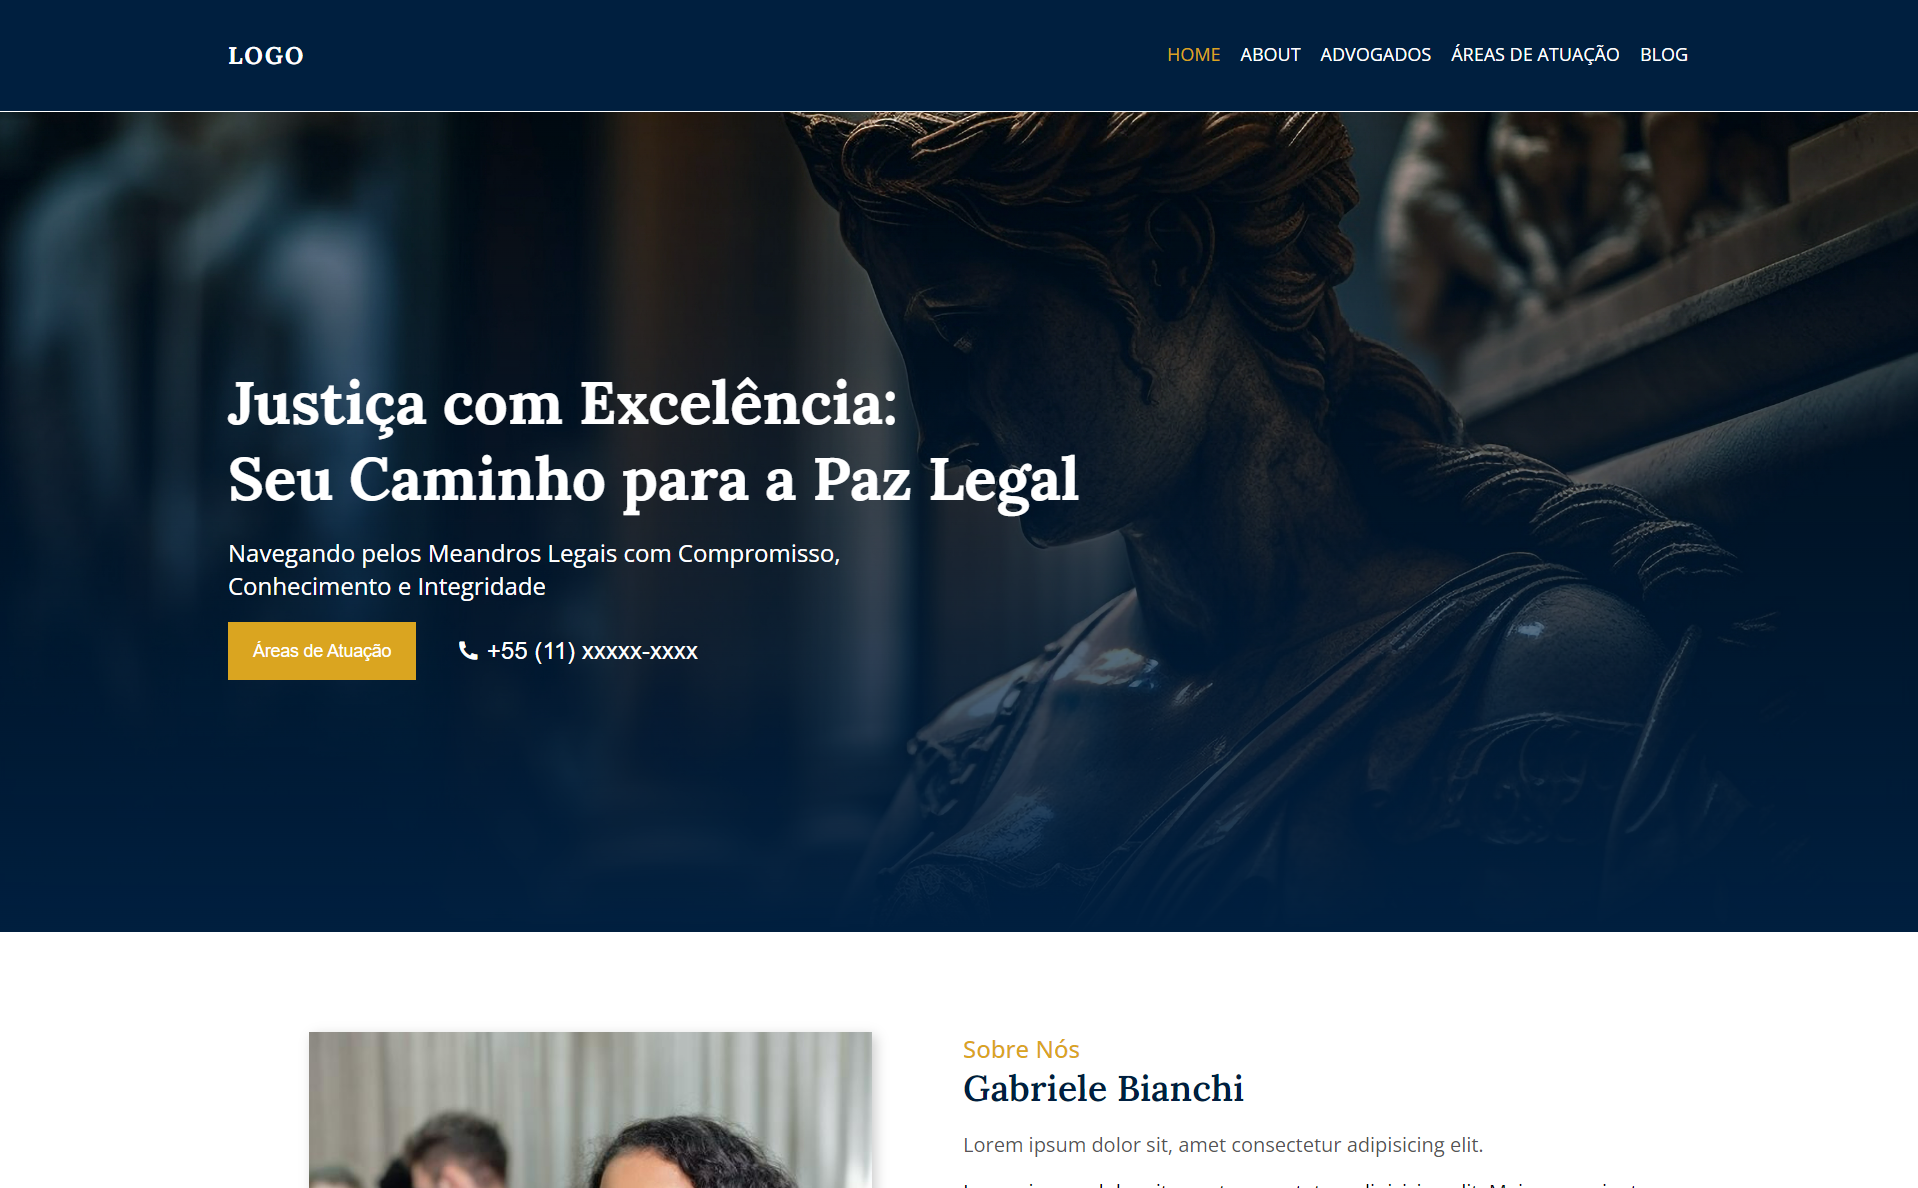 LOGO
HOME ABOUT ADVOGADOS ÁREAS DE ATUAÇÃO BLOG
Justiça com Excelência:
Seu Caminho para a Paz Legal
Navegando pelos Meandros Legais com Compromisso,
Conhecimento e Integridade
Áreas de Atuação
+55 (11) xxxxx-xxxx
Sobre Nós
Gabriele Bianchi
Lorem ipsum dolor sit, amet consectetur adipisicing elit.